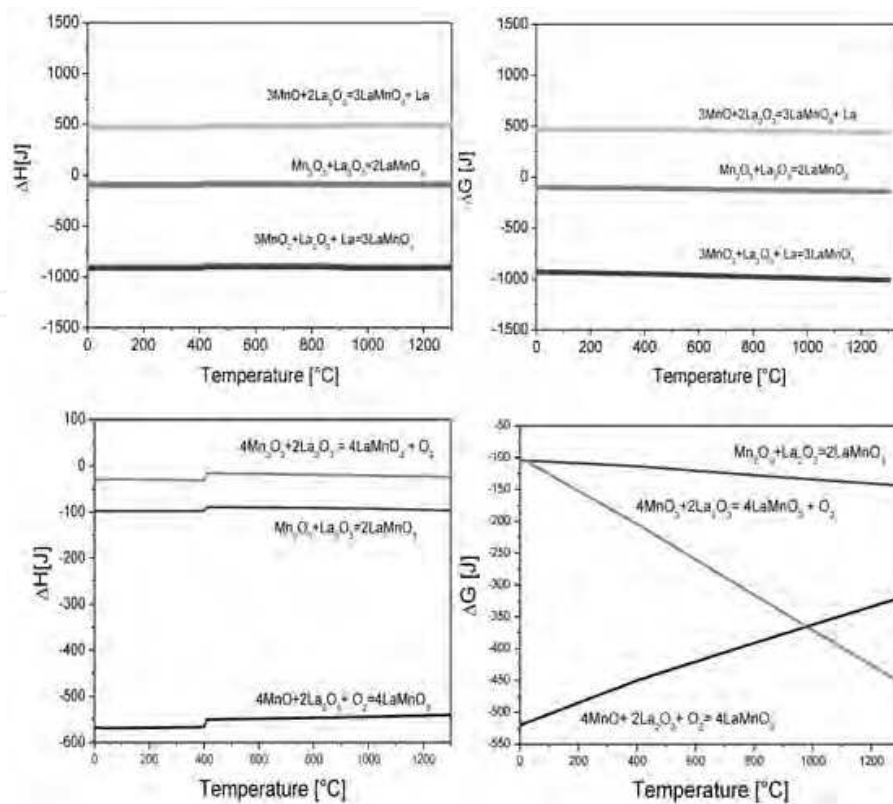 1500
1000
500
0
-500
-1000
-1500
ΔH[J]
3MnO+2La₂O₃=3LaMnO₃+ La
Mn₂O₃+La₂O₃=2LaMnO₃
3MnO₂+La₂O₃+ La=3LaMnO₃
0 200 400 600 800 1000 1200
Temperature [°C]
1500
1000
500
0
-500
-1000
-1500
ΔG [J]
3MnO+2La₂O₃=3LaMnO₃+ La
Mn₂O₃+La₂O₃=2LaMnO₃
3MnO₂+La₂O₃+ La=3LaMnO₃
0 200 400 600 800 1000 1200
Temperature [°C]
100
0
-100
-200
-300
-400
-500
-600
ΔH[J]
+2La₂O₃ = 4LaMnO₃ + O₂
Mn₂O₃+La₂O₃=2LaMnO₃
4MnO+2La₂O₃+ O₂=4LaMnO₃
0 200 400 600 800 1000 1200
Temperature [°C]
-50
-100
-150
-200
-250
-300
-350
-400
-450
-500
-550
ΔG [J]
Mn₂O₃+La₂O₃=2LaMnO₃
4MnO₂+2La₂O₃= 4LaMnO₃ + O₂
4MnO+ 2La₂O₃+ O₂= 4LaMnO₃
0 200 400 600 800 1000 1200
Temperature [°C]